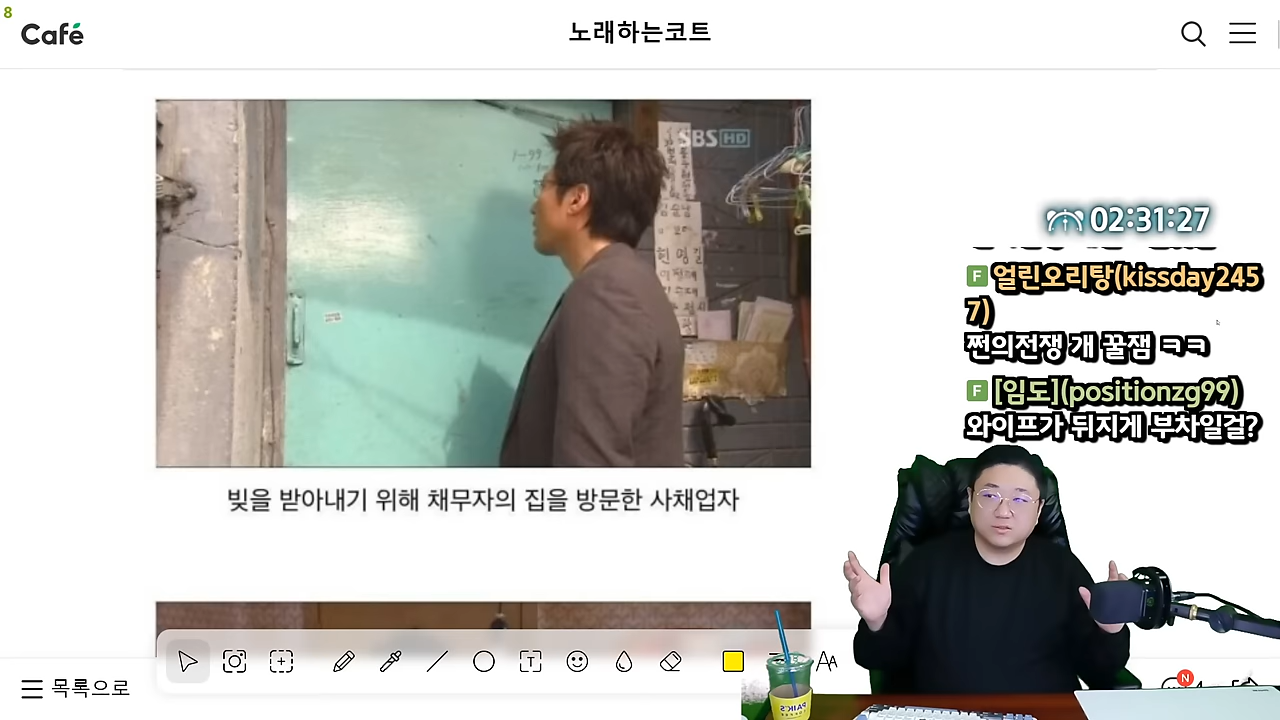 8
Café
노래하는코트
SBS HD
02:31:27
F 얼린오리탕(kissday245
7)
쩐의전쟁 개 꿀잼 ㅋㅋ
F [임도](positionzg99)
와이프가 뒤지게 부차일걸?
빚을 받아내기 위해 채무자의 집을 방문한 사채업자
T
AA
목록으로
N
PAIK'S